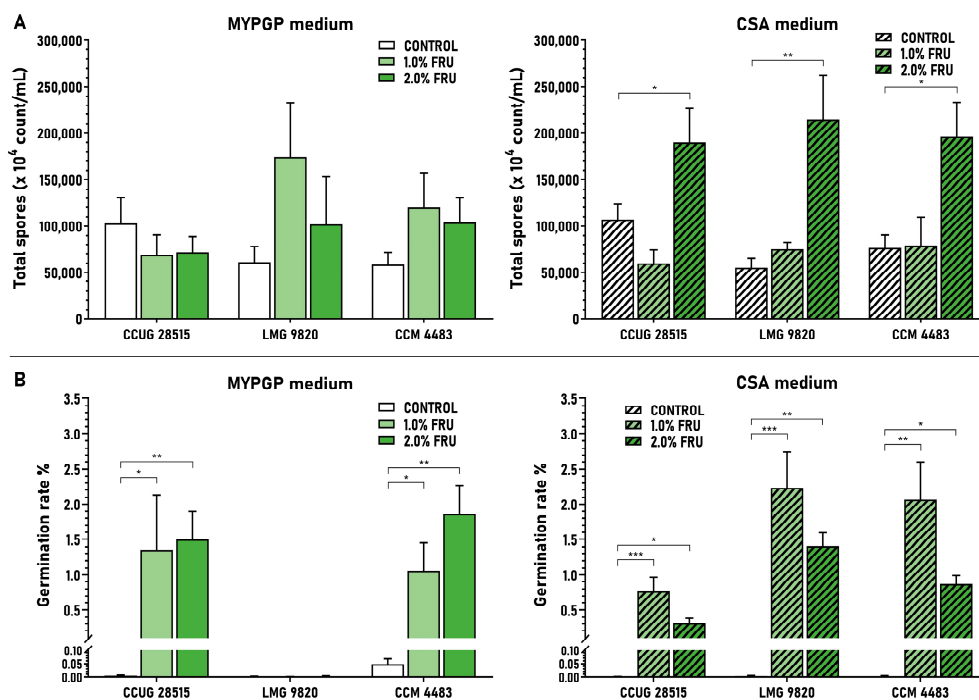 A
MYPGP medium
CONTROL
1.0% FRU
2.0% FRU
Total spores (x 10⁴ count/mL)
300,000
250,000
200,000
150,000
100,000
50,000
0
CCUG 28515 LMG 9820 CCM 4483
CSA medium
CONTROL
1.0% FRU
2.0% FRU
Total spores (x 10⁴ count/mL)
300,000
250,000
200,000
150,000
100,000
50,000
0
* ** *
CCUG 28515 LMG 9820 CCM 4483
B
MYPGP medium
CONTROL
1.0% FRU
2.0% FRU
Germination rate %
3.5
3.0
2.5
2.0
1.5
1.0
0.5
0.10
0.05
0.00
** **
* *
CCUG 28515 LMG 9820 CCM 4483
CSA medium
CONTROL
1.0% FRU
2.0% FRU
Germination rate %
3.5
3.0
2.5
2.0
1.5
1.0
0.5
0.10
0.05
0.00
* ** *
*** *** **
CCUG 28515 LMG 9820 CCM 4483